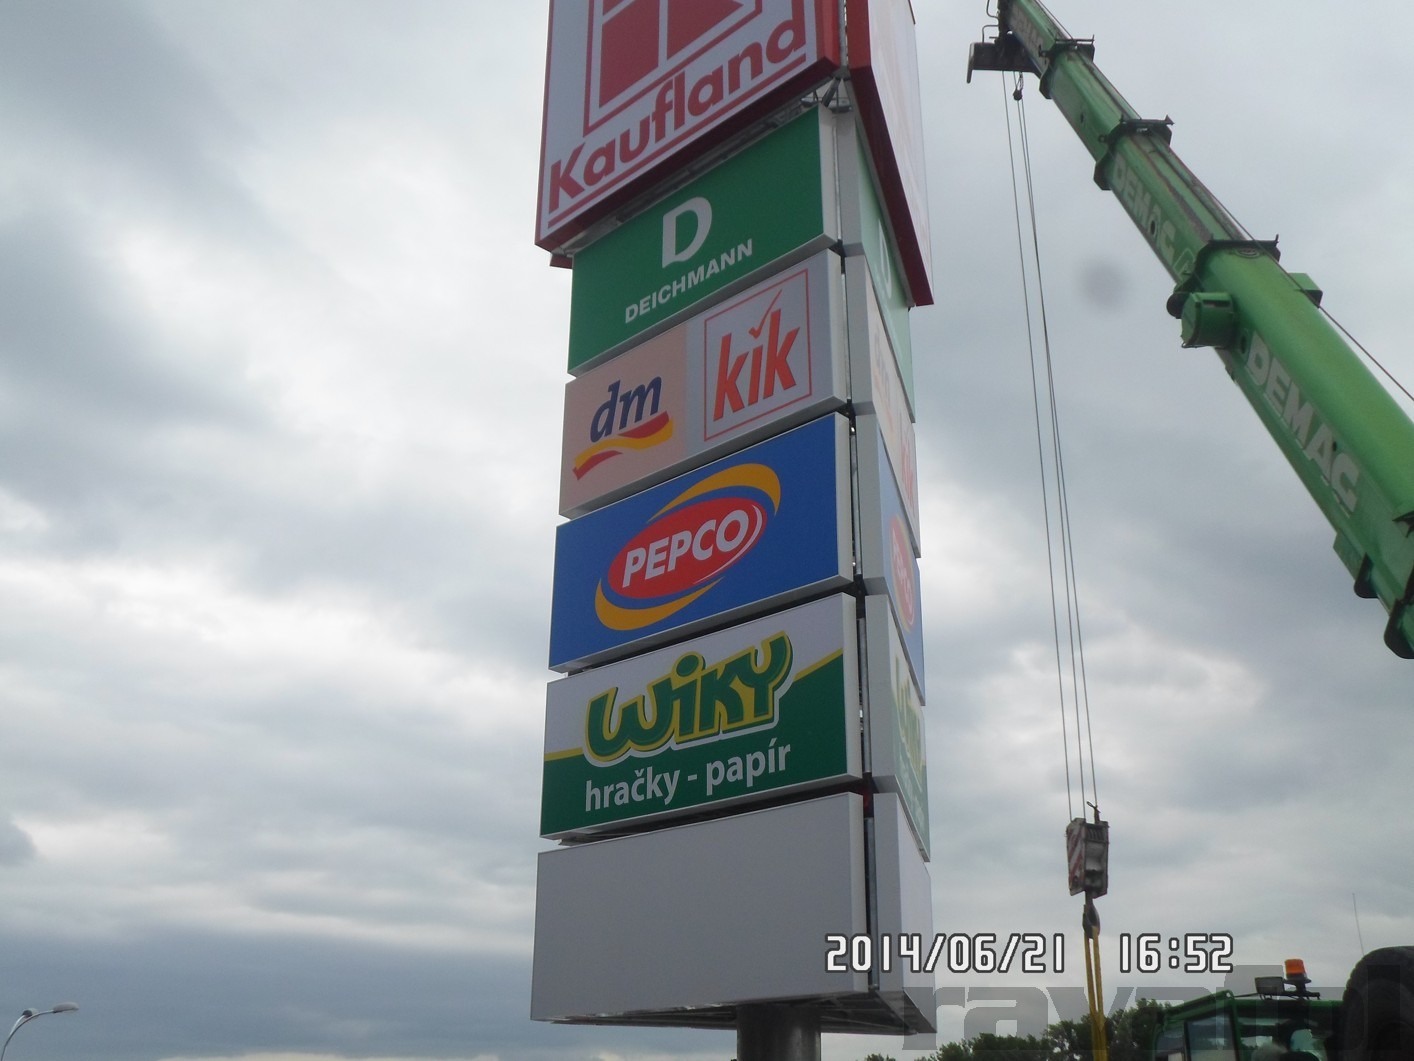 Kaufland
D
DEICHMANN
dm
kik
PEPCO
wiky
hračky - papír
DEMAG
DEMAG
2014/06/21 16:52